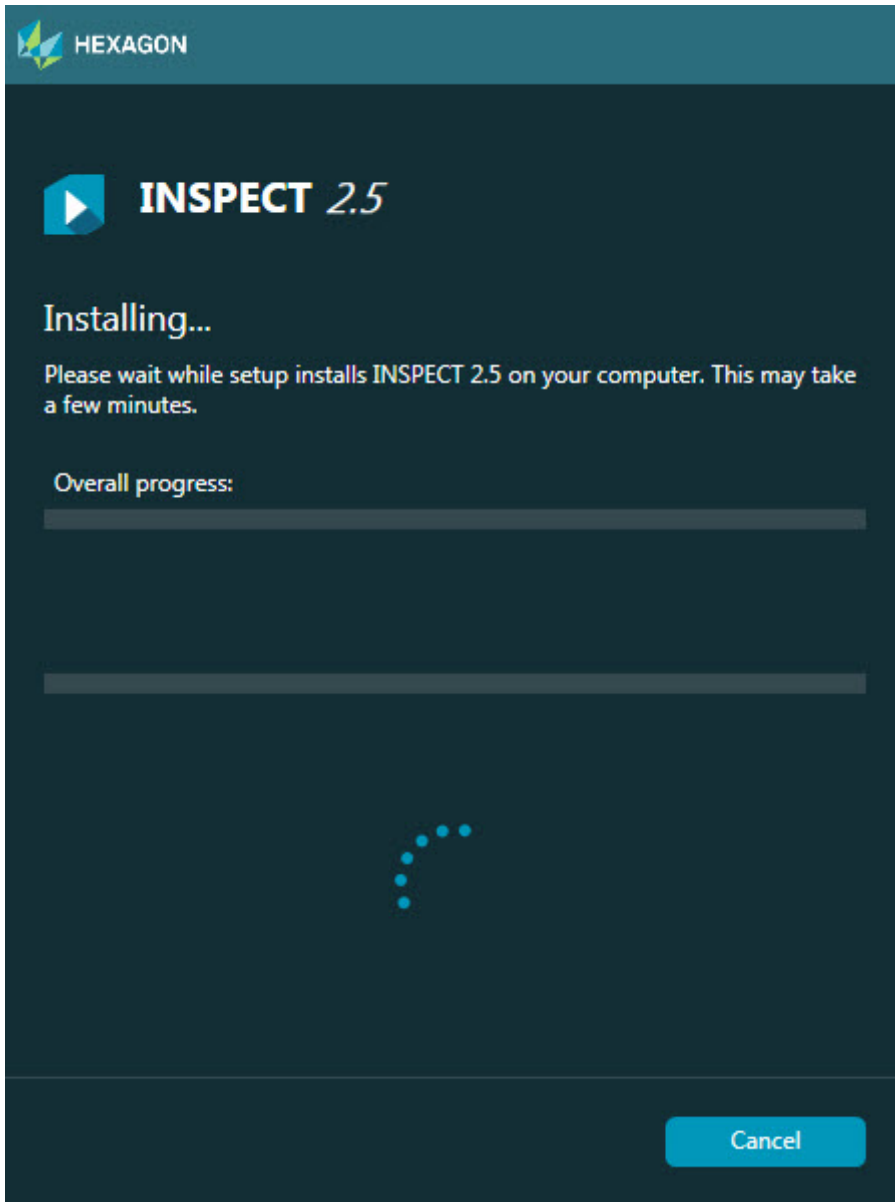 HEXAGON
INSPECT 2.5
Installing...
Please wait while setup installs INSPECT 2.5 on your computer. This may take
a few minutes.
Overall progress:
Cancel